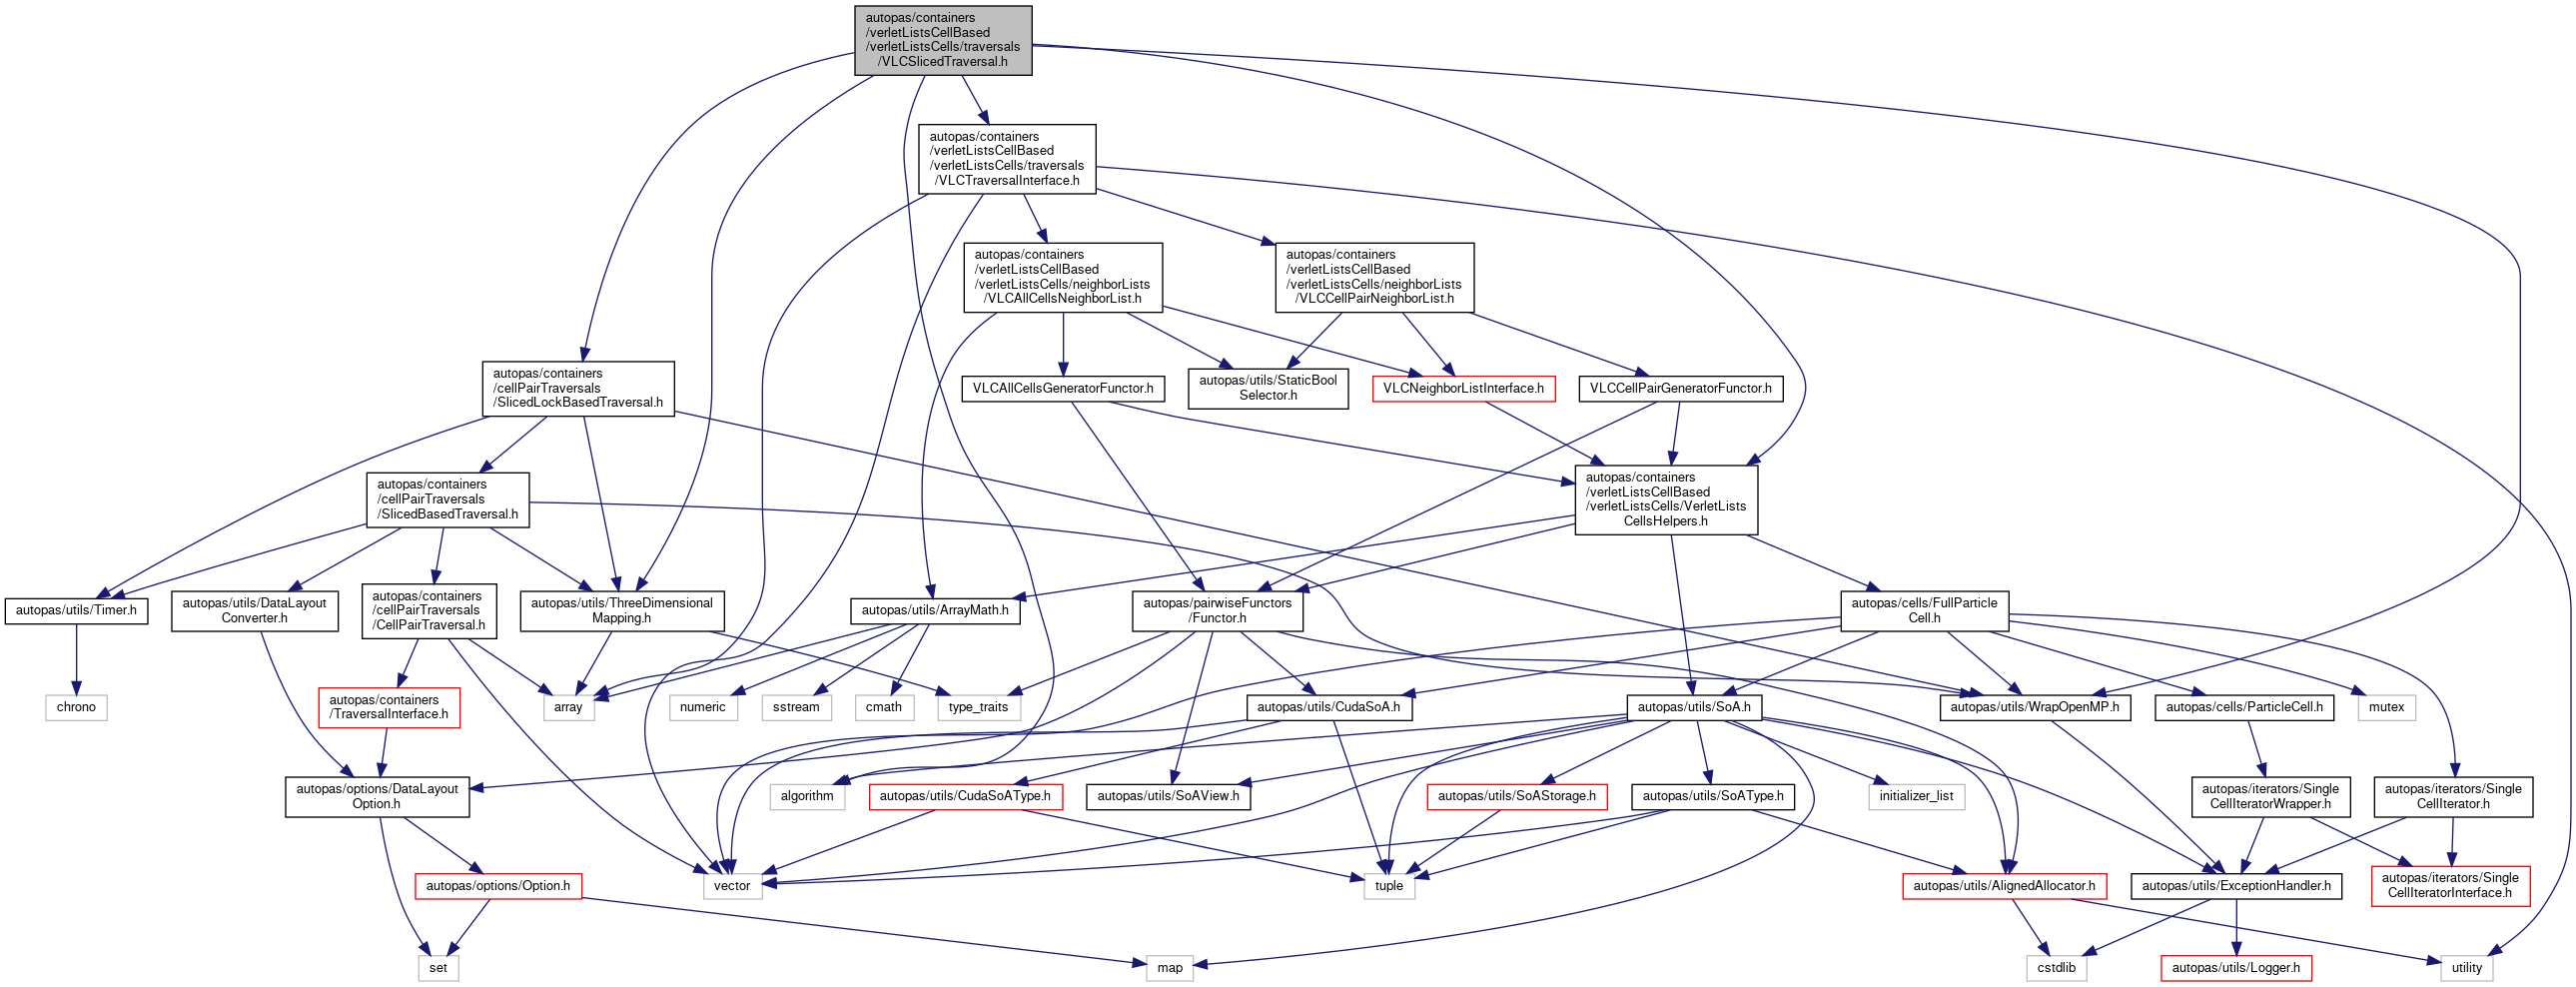 autopas/containers
/verletListsCellBased
/verletListsCells/traversals
/VLCSlicedTraversal.h
autopas/containers
/verletListsCellBased
/verletListsCells/traversals
/VLCTraversalInterface.h
autopas/containers
/verletListsCellBased
/verletListsCells/neighborLists
/VLCAllCellsNeighborList.h
autopas/containers
/verletListsCellBased
/verletListsCells/neighborLists
/VLCCellPairNeighborList.h
autopas/containers
/cellPairTraversals
/SlicedLockBasedTraversal.h
VLCAllCellsGeneratorFunctor.h
autopas/utils/StaticBool
Selector.h
VLCNeighborListInterface.h
VLCCellPairGeneratorFunctor.h
autopas/containers
/cellPairTraversals
/SlicedBasedTraversal.h
autopas/containers
/verletListsCellBased
/verletListsCells/VerletLists
CellsHelpers.h
autopas/utils/Timer.h
autopas/utils/DataLayout
Converter.h
autopas/containers
/cellPairTraversals
/CellPairTraversal.h
autopas/utils/ThreeDimensional
Mapping.h
autopas/utils/ArrayMath.h
autopas/pairwiseFunctors
/Functor.h
autopas/cells/FullParticle
Cell.h
chrono
autopas/containers
/TraversalInterface.h
array
numeric
sstream
cmath
type_traits
autopas/utils/CudaSoA.h
autopas/utils/SoA.h
autopas/utils/WrapOpenMP.h
autopas/cells/ParticleCell.h
mutex
autopas/options/DataLayout
Option.h
algorithm
autopas/utils/CudaSoAType.h
autopas/utils/SoAView.h
autopas/utils/SoAStorage.h
autopas/utils/SoAType.h
initializer_list
autopas/iterators/Single
CellIteratorWrapper.h
autopas/iterators/Single
CellIterator.h
autopas/options/Option.h
vector
tuple
autopas/utils/AlignedAllocator.h
autopas/utils/ExceptionHandler.h
autopas/iterators/Single
CellIteratorInterface.h
set
map
cstdlib
autopas/utils/Logger.h
utility